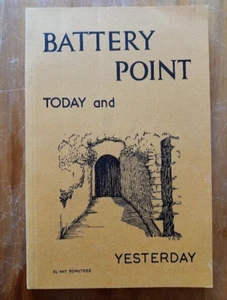 BATTERY
POINT
TODAY and
YESTERDAY
By AMY ROWNTREE